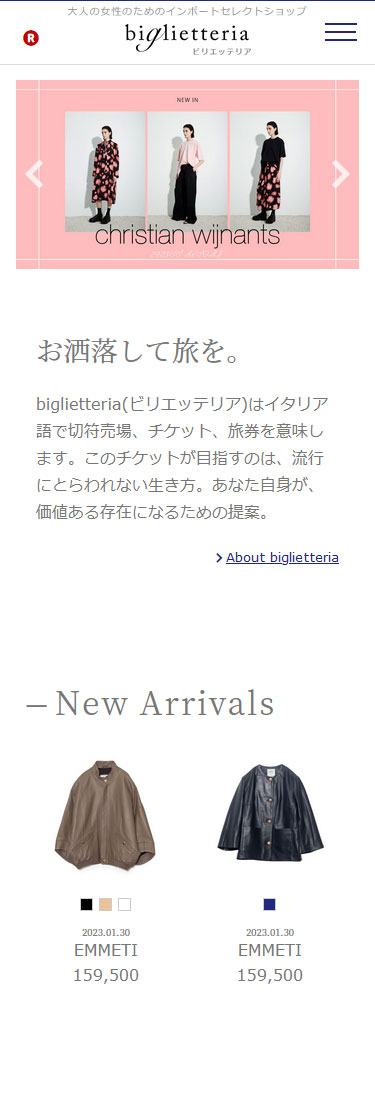 大人の女性のためのインポートセレクトショップ
R
biglietteria
ビリエッテリア
NEW IN
christian wijnants
お洒落して旅を。
biglietteria(ビリエッテリア)はイタリア
語で切符売場、チケット、旅券を意味し
ます。このチケットが目指すのは、流行
にとらわれない生き方。あなた自身が、
価値ある存在になるための提案。
About biglietteria
New Arrivals
2023.01.30 2023.01.30
EMMETI EMMETI
159,500 159,500